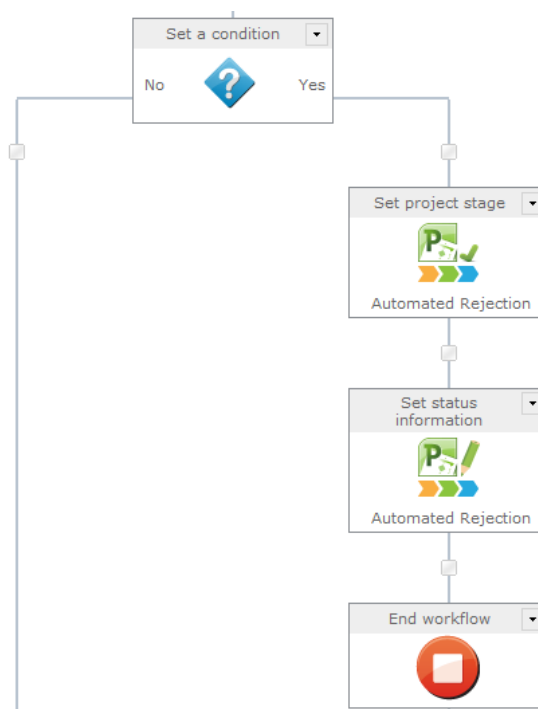 Set a condition
No
Yes
Set project stage
Automated Rejection
Set status
information
Automated Rejection
End workflow